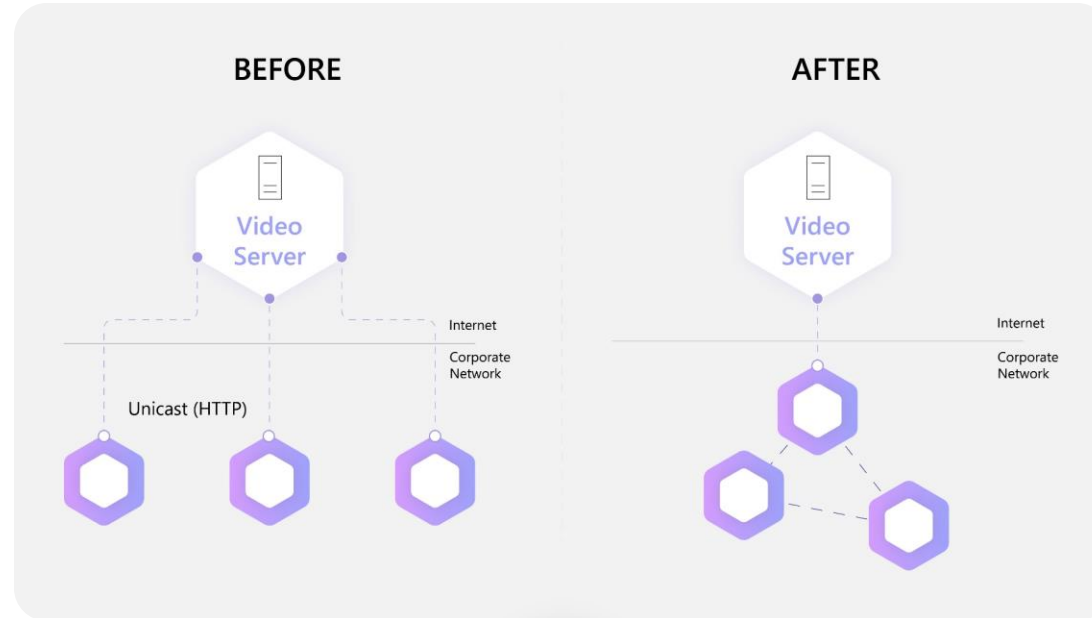 BEFORE
Video
Server
Internet
Corporate
Network
Unicast (HTTP)
AFTER
Video
Server
Internet
Corporate
Network